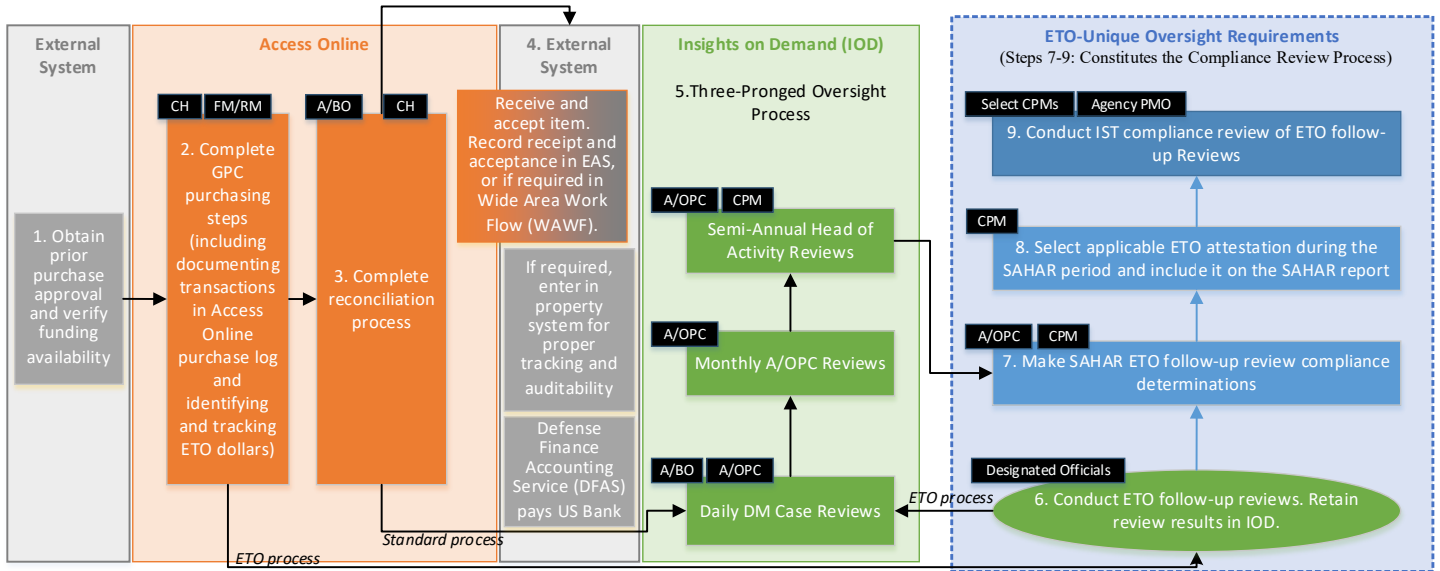 External
System
1. Obtain
prior
purchase
approval
and verify
funding
availability
Access Online
CH
FM/RM
2. Complete
GPC
purchasing
steps
(including
documenting
transactions
in Access
Online
purchase log
and
identifying
and tracking
ETO dollars)
A/BO
CH
3. Complete
reconciliation
process
4. External
System
Receive and
accept item.
Record receipt and
acceptance in EAS,
or if required in
Wide Area Work
Flow (WAWF).
If required,
enter in
property
system for
proper
tracking and
auditability
Defense
Finance
Accounting
Service (DFAS)
pays US Bank
Insights on Demand (IOD)
5.Three-Pronged Oversight
Process
A/OPC
CPM
Semi-Annual Head of
Activity Reviews
A/OPC
Monthly A/OPC Reviews
A/BO
A/OPC
Daily DM Case Reviews
ETO-Unique Oversight Requirements
(Steps 7-9: Constitutes the Compliance Review Process)
Select CPMs
Agency PMO
9. Conduct IST compliance review of ETO follow-
up Reviews
CPM
8. Select applicable ETO attestation during the
SAHAR period and include it on the SAHAR report
A/OPC
CPM
7. Make SAHAR ETO follow-up review compliance
determinations
Designated Officials
6. Conduct ETO follow-up reviews. Retain
review results in IOD.
ETO process
Standard process
ETO process